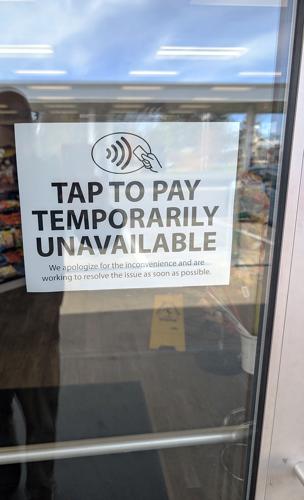 TAP TO PAY
TEMPORARILY
UNAVAILABLE
We apologize for the inconvenience and are
working to resolve the issue as soon as possible.